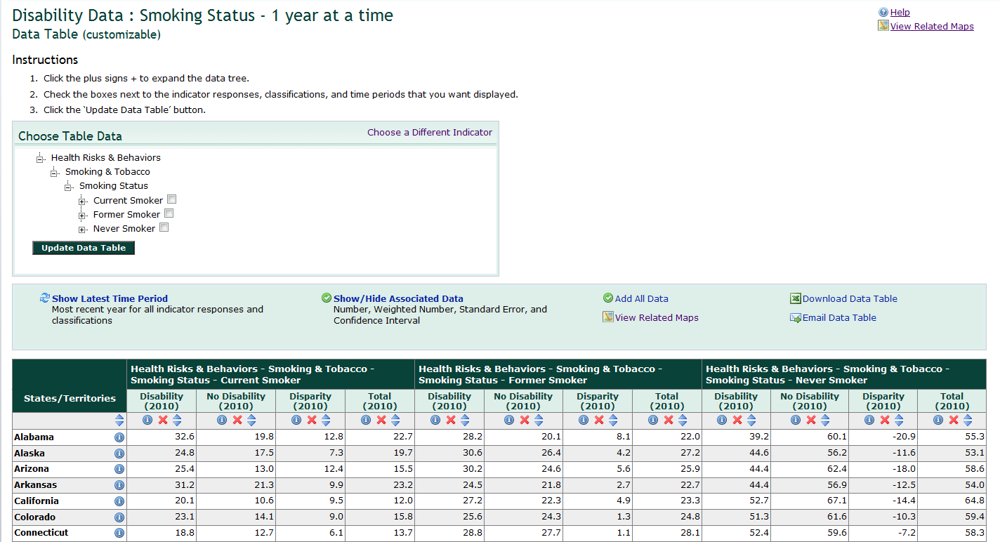 Disability Data : Smoking Status - 1 year at a time
Data Table (customizable)
Help
View Related Maps
Instructions
1. Click the plus signs + to expand the data tree.
2. Check the boxes next to the indicator responses, classifications, and time periods that you want displayed.
3. Click the 'Update Data Table' button.
Choose Table Data
Choose a Different Indicator
Health Risks & Behaviors
Smoking & Tobacco
Smoking Status
Current Smoker
Former Smoker
Never Smoker
Update Data Table
Show Latest Time Period
Most recent year for all indicator responses and
classifications
Show/Hide Associated Data
Number, Weighted Number, Standard Error, and
Confidence Interval
Add All Data
View Related Maps
Download Data Table
Email Data Table
States/Territories
Health Risks & Behaviors - Smoking & Tobacco -
Smoking Status - Current Smoker
Health Risks & Behaviors - Smoking & Tobacco -
Smoking Status - Former Smoker
Health Risks & Behaviors - Smoking & Tobacco -
Smoking Status - Never Smoker
Disability No Disability Disparity Total Disability No Disability Disparity Total Disability No Disability Disparity Total
(2010) (2010) (2010) (2010) (2010) (2010) (2010) (2010) (2010) (2010) (2010) (2010)
Alabama 32.6 19.8 12.8 22.7 28.2 20.1 8.1 22.0 39.2 60.1 -20.9 55.3
Alaska 24.8 17.5 7.3 19.7 30.6 26.4 4.2 27.2 44.6 56.2 -11.6 53.1
Arizona 25.4 13.0 12.4 15.5 30.2 24.6 5.6 25.9 44.4 62.4 -18.0 58.6
Arkansas 31.2 21.3 9.9 23.2 24.5 21.8 2.7 22.7 44.4 56.9 -12.5 54.0
California 20.1 10.6 9.5 12.0 27.2 22.3 4.9 23.3 52.7 67.1 -14.4 64.8
Colorado 23.1 14.1 9.0 15.8 25.6 24.3 1.3 24.8 51.3 61.6 -10.3 59.4
Connecticut 18.8 12.7 6.1 13.7 28.8 27.7 1.1 28.1 52.4 59.6 -7.2 58.3